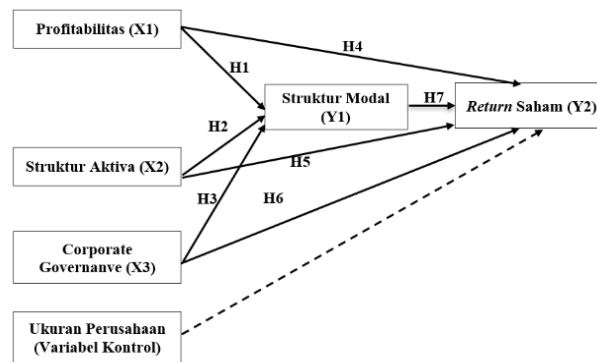 Profitabilitas (X1)
H4
H1
Struktur Modal
(Y1)
H7
Return Saham (Y2)
H2
Struktur Aktiva (X2)
H5
H3
H6
Corporate
Governanve (X3)
Ukuran Perusahaan
(Variabel Kontrol)